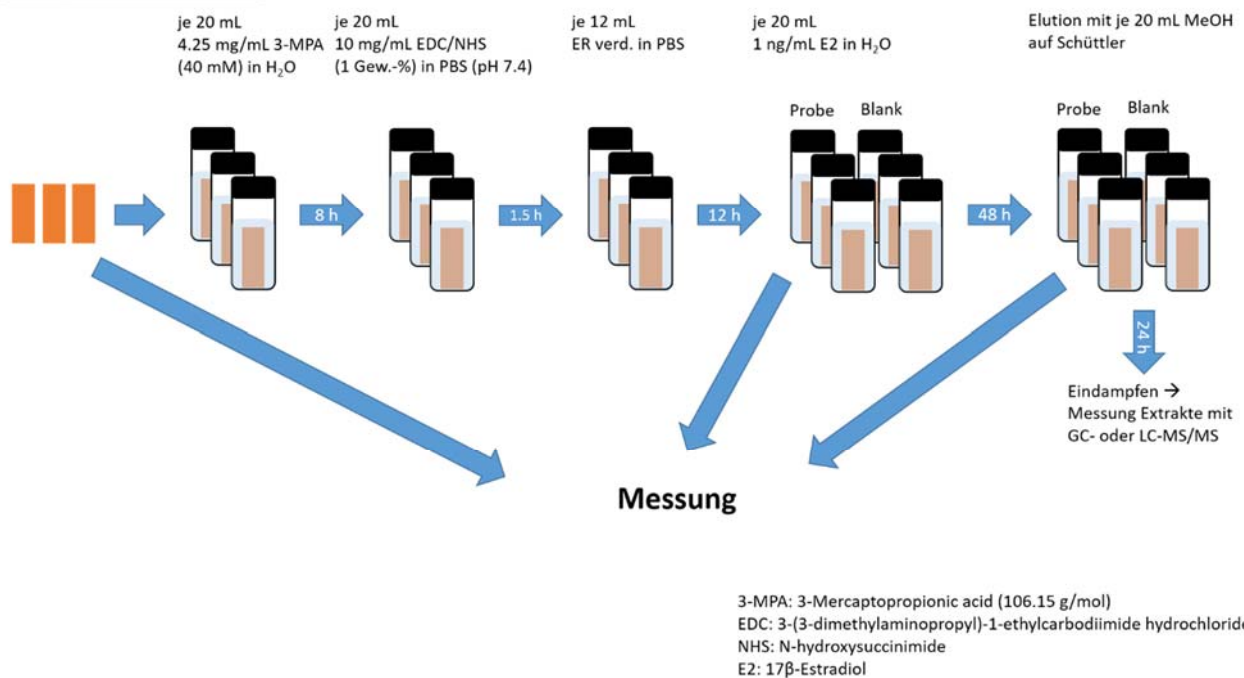 je 20 mL
4.25 mg/mL 3-MPA
(40 mM) in H₂O
je 20 mL
10 mg/mL EDC/NHS
(1 Gew.-%) in PBS (pH 7.4)
je 12 mL
ER verd. in PBS
je 20 mL
1 ng/mL E2 in H₂O
Elution mit je 20 mL MeOH
auf Schüttler
Probe Blank
Probe Blank
8 h
1.5 h
12 h
48 h
24 h
Eindampfen →
Messung Extrakte mit
GC- oder LC-MS/MS
Messung
3-MPA: 3-Mercaptopropionic acid (106.15 g/mol)
EDC: 3-(3-dimethylaminopropyl)-1-ethylcarbodiimide hydrochloride
NHS: N-hydroxysuccinimide
E2: 17β-Estradiol